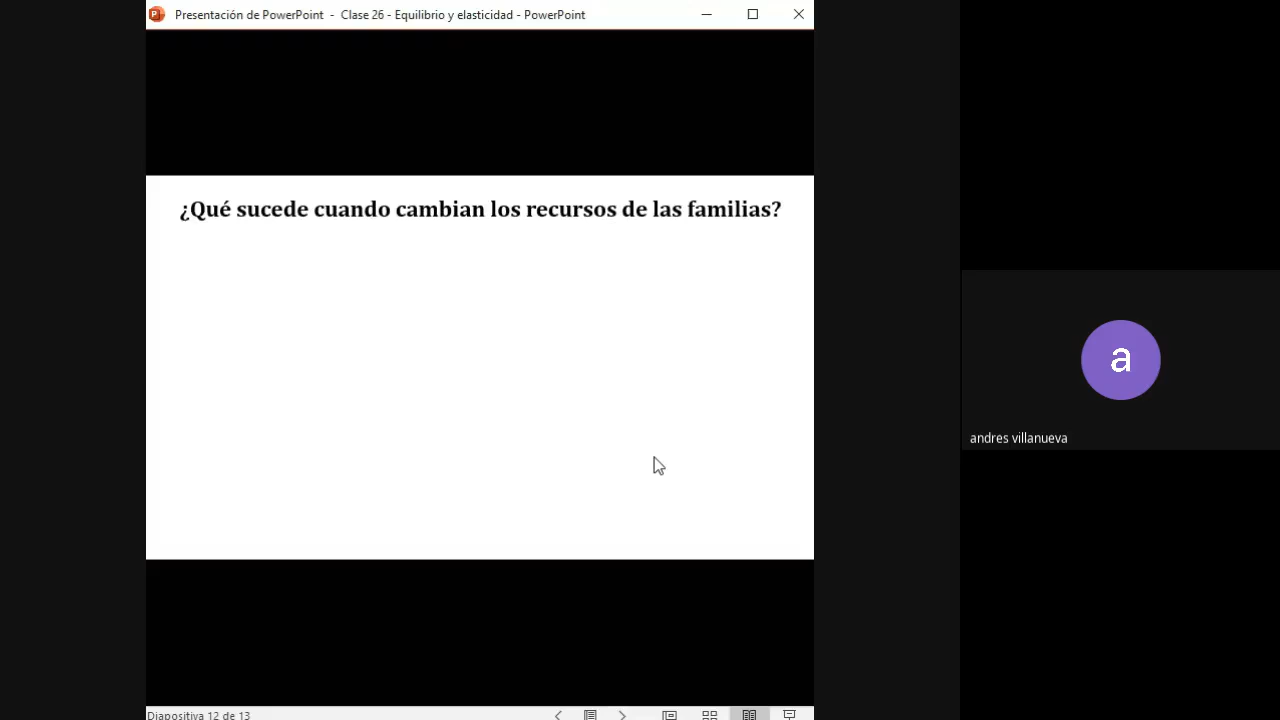 Presentación de PowerPoint - Clase 26 - Equilibrio y elasticidad - PowerPoint
¿Qué sucede cuando cambian los recursos de las familias?
a
andres villanueva
Diapositiva 12 de 13